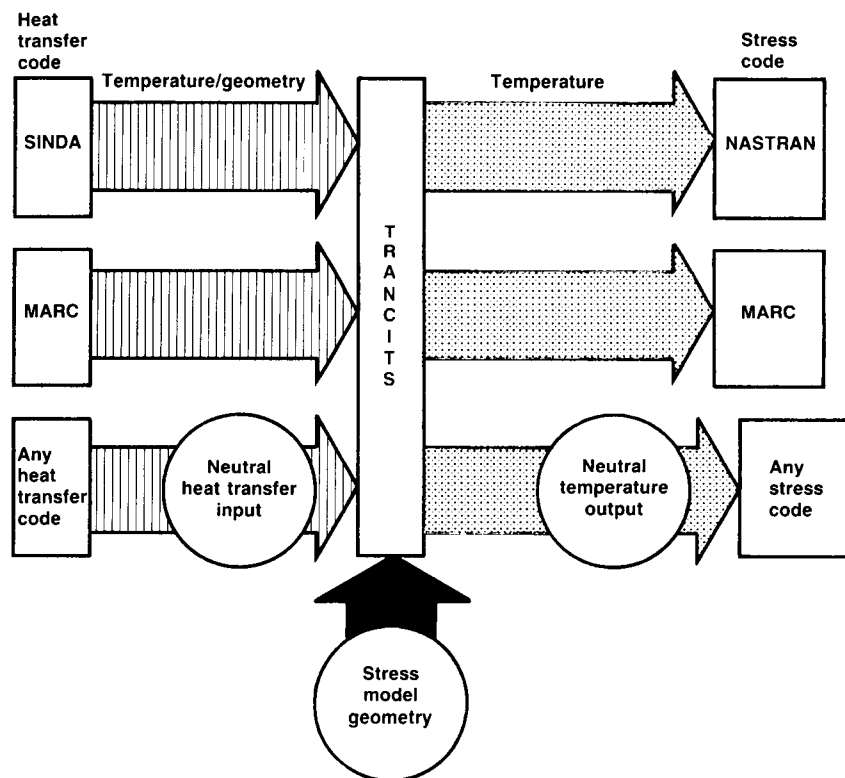 Heat
transfer
code
Temperature/geometry
Temperature
Stress
code
SINDA
NASTRAN
TRANCITS
MARC
MARC
Any
heat
transfer
code
Neutral
heat transfer
input
Neutral
temperature
output
Any
stress
code
Stress
model
geometry